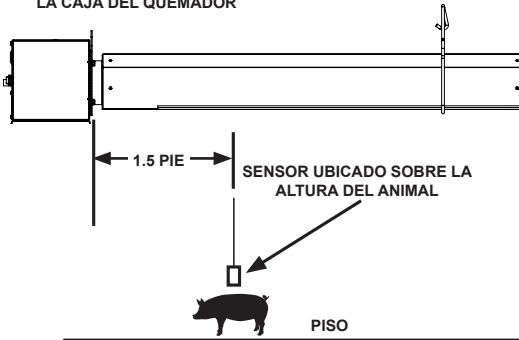 LA CAJA DEL QUEMADOR
1.5 PIE
SENSOR UBICADO SOBRE LA
ALTURA DEL ANIMAL
PISO